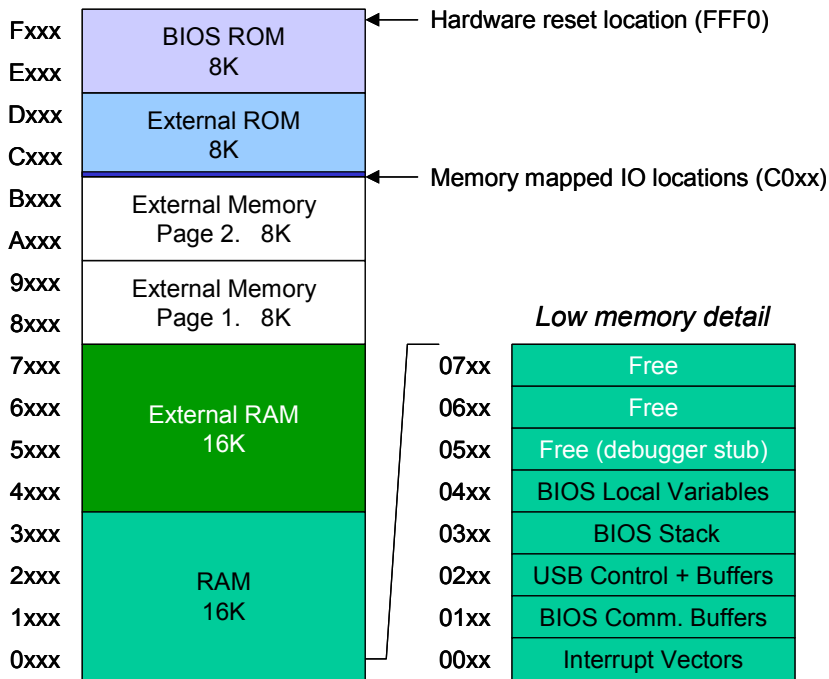 Fxxx
BIOS ROM
8K
Hardware reset location (FFF0)
Exxx
Dxxx
External ROM
8K
Cxxx
Memory mapped IO locations (C0xx)
Bxxx
External Memory
Page 2. 8K
Axxx
9xxx
External Memory
Page 1. 8K
8xxx
7xxx
External RAM
16K
6xxx
5xxx
4xxx
3xxx
RAM
16K
2xxx
1xxx
0xxx
Low memory detail
07xx Free
06xx Free
05xx Free (debugger stub)
04xx BIOS Local Variables
03xx BIOS Stack
02xx USB Control + Buffers
01xx BIOS Comm. Buffers
00xx Interrupt Vectors